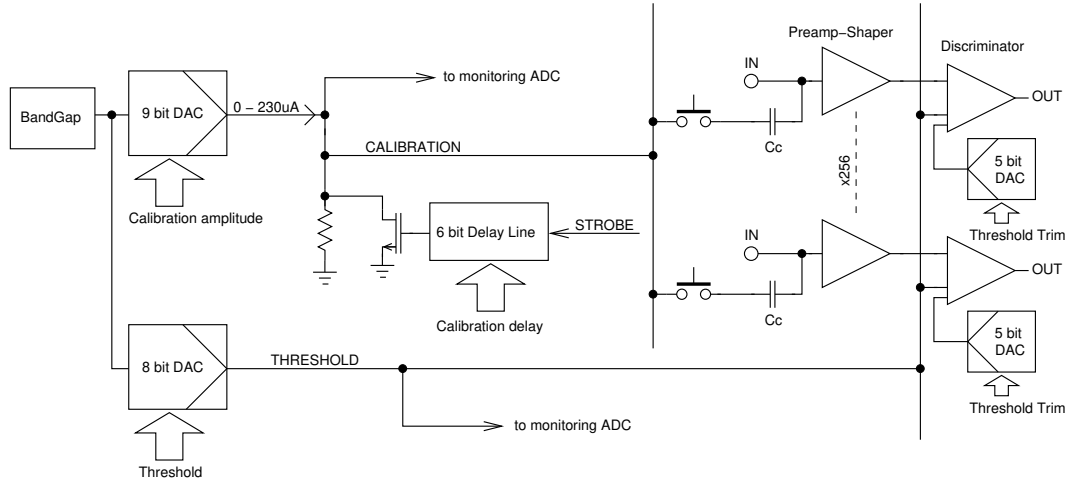 Preamp−Shaper
Discriminator
IN
to monitoring ADC
0 − 230uA
BandGap
9 bit DAC
OUT
CALIBRATION
Cc
x256
5 bit
DAC
Calibration amplitude
6 bit Delay Line
STROBE
Threshold Trim
IN
OUT
Cc
Calibration delay
5 bit
DAC
8 bit DAC
THRESHOLD
Threshold Trim
to monitoring ADC
Threshold